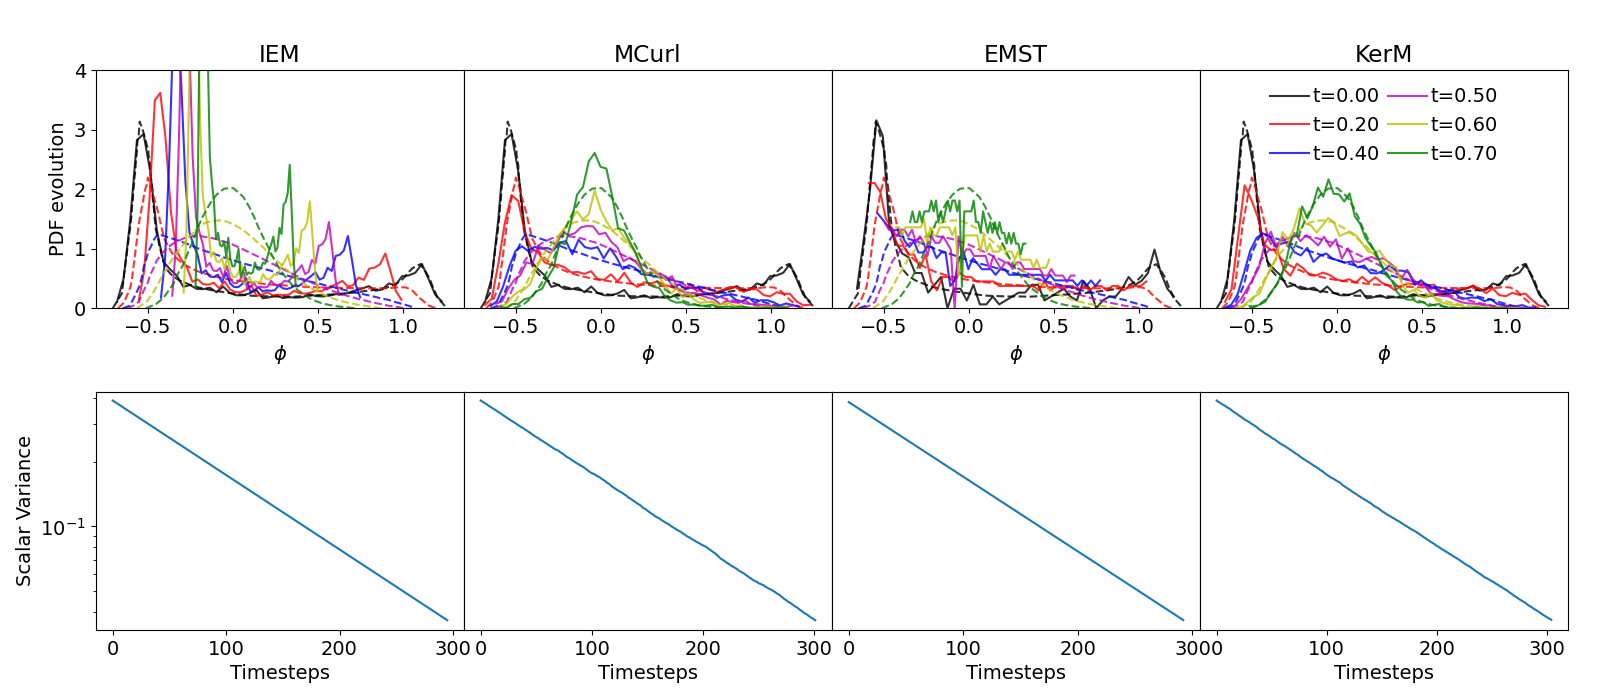 IEM MCurl EMST KerM
PDF evolution
4
3
2
1
0
t=0.00 t=0.50
t=0.20 t=0.60
t=0.40 t=0.70
−0.5 0.0 0.5 1.0 −0.5 0.0 0.5 1.0 −0.5 0.0 0.5 1.0 −0.5 0.0 0.5 1.0
ϕ ϕ ϕ ϕ
Scalar Variance
10⁻¹
0 100 200 300 0 100 200 300 0 100 200 300 0 100 200 300
Timesteps Timesteps Timesteps Timesteps